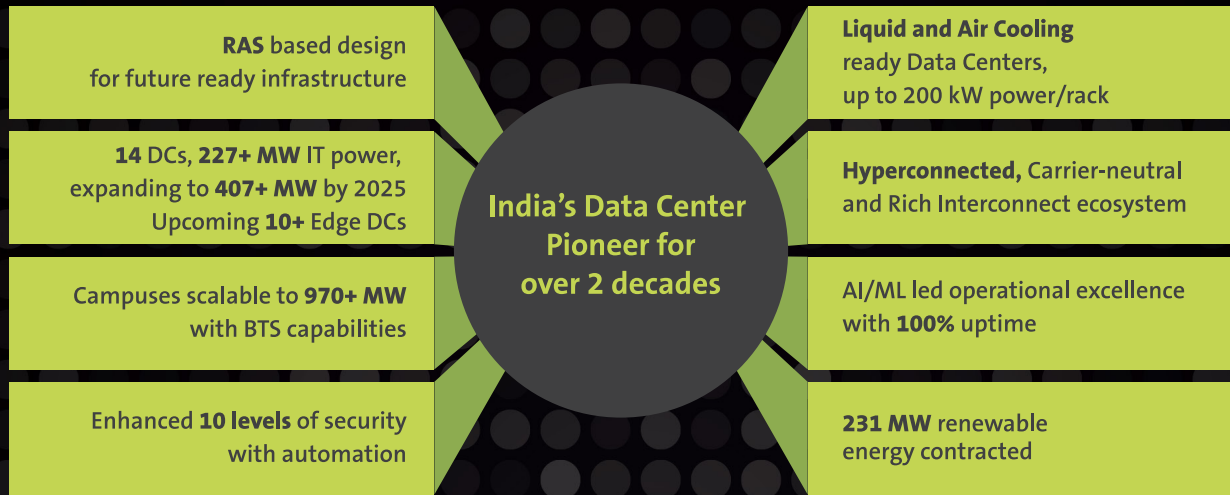 RAS based design
for future ready infrastructure
14 DCs, 227+ MW IT power,
expanding to 407+ MW by 2025
Upcoming 10+ Edge DCs
Campuses scalable to 970+ MW
with BTS capabilities
Enhanced 10 levels of security
with automation
India’s Data Center
Pioneer for
over 2 decades
Liquid and Air Cooling
ready Data Centers,
up to 200 kW power/rack
Hyperconnected, Carrier-neutral
and Rich Interconnect ecosystem
AI/ML led operational excellence
with 100% uptime
231 MW renewable
energy contracted